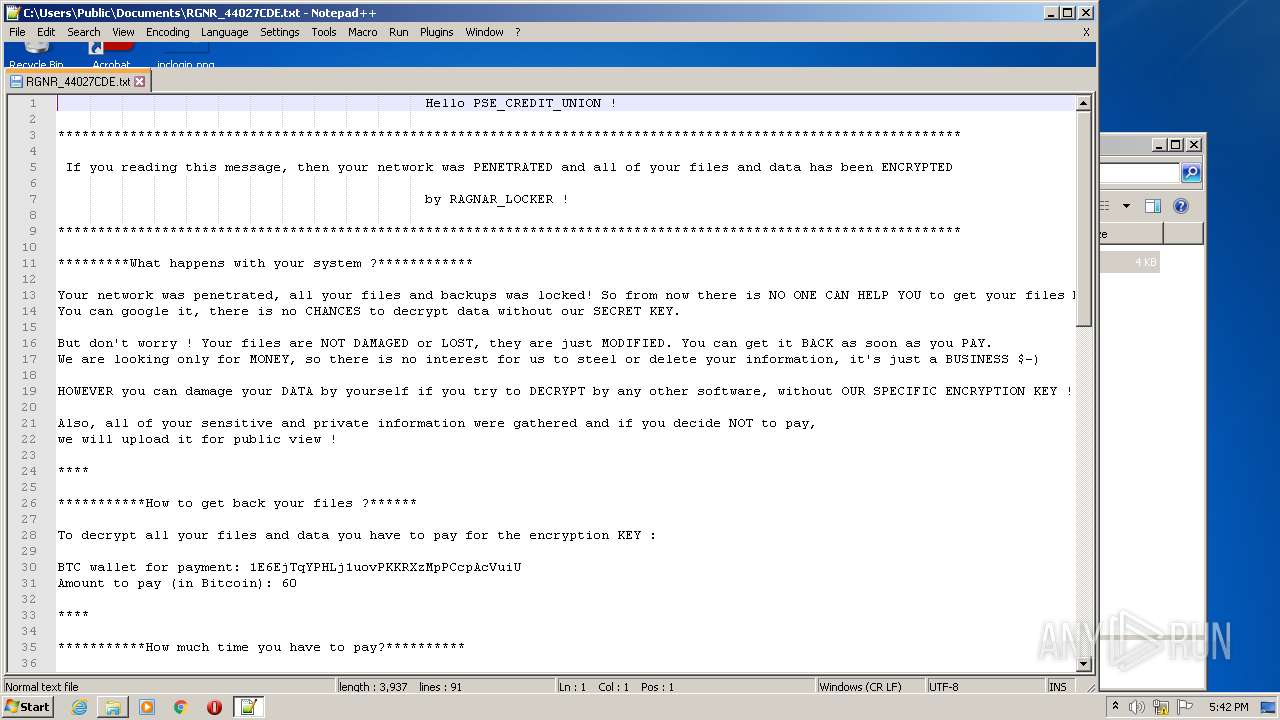 C:\Users\Public\Documents\RGNR_44027CDE.txt - Notepad++
File Edit Search View Encoding Language Settings Tools Macro Run Plugins Window ? X
Recycle Bin Acrobat
RGNR_44027CDE.txt
1 Hello PSE_CREDIT_UNION !
2
3 *****************************************************************************************************************
4
5 If you reading this message, then your network was PENETRATED and all of your files and data has been ENCRYPTED
6
7 by RAGNAR_LOCKER !
8
9 *****************************************************************************************************************
10
11 *********What happens with your system ?************
12
13 Your network was penetrated, all your files and backups was locked! So from now there is NO ONE CAN HELP YOU to get your files
14 You can google it, there is no CHANCES to decrypt data without our SECRET KEY.
15
16 But don't worry ! Your files are NOT DAMAGED or LOST, they are just MODIFIED. You can get it BACK as soon as you PAY.
17 We are looking only for MONEY, so there is no interest for us to steel or delete your information, it's just a BUSINESS $-)
18
19 HOWEVER you can damage your DATA by yourself if you try to DECRYPT by any other software, without OUR SPECIFIC ENCRYPTION KEY !
20
21 Also, all of your sensitive and private information were gathered and if you decide NOT to pay,
22 we will upload it for public view !
23
24 ****
25
26 ***********How to get back your files ?******
27
28 To decrypt all your files and data you have to pay for the encryption KEY :
29
30 BTC wallet for payment: 1E6EjTqYPHLj1uovPKKRXzMpPCcpAcVuiU
31 Amount to pay (in Bitcoin): 60
32
33 ****
34
35 ***********How much time you have to pay?**********
36
4 KB
ANY RUN
Normal text file length : 3,937 lines : 91 Ln : 1 Col : 1 Pos : 1 Windows (CR LF) UTF-8 INS
Start 5:42 PM